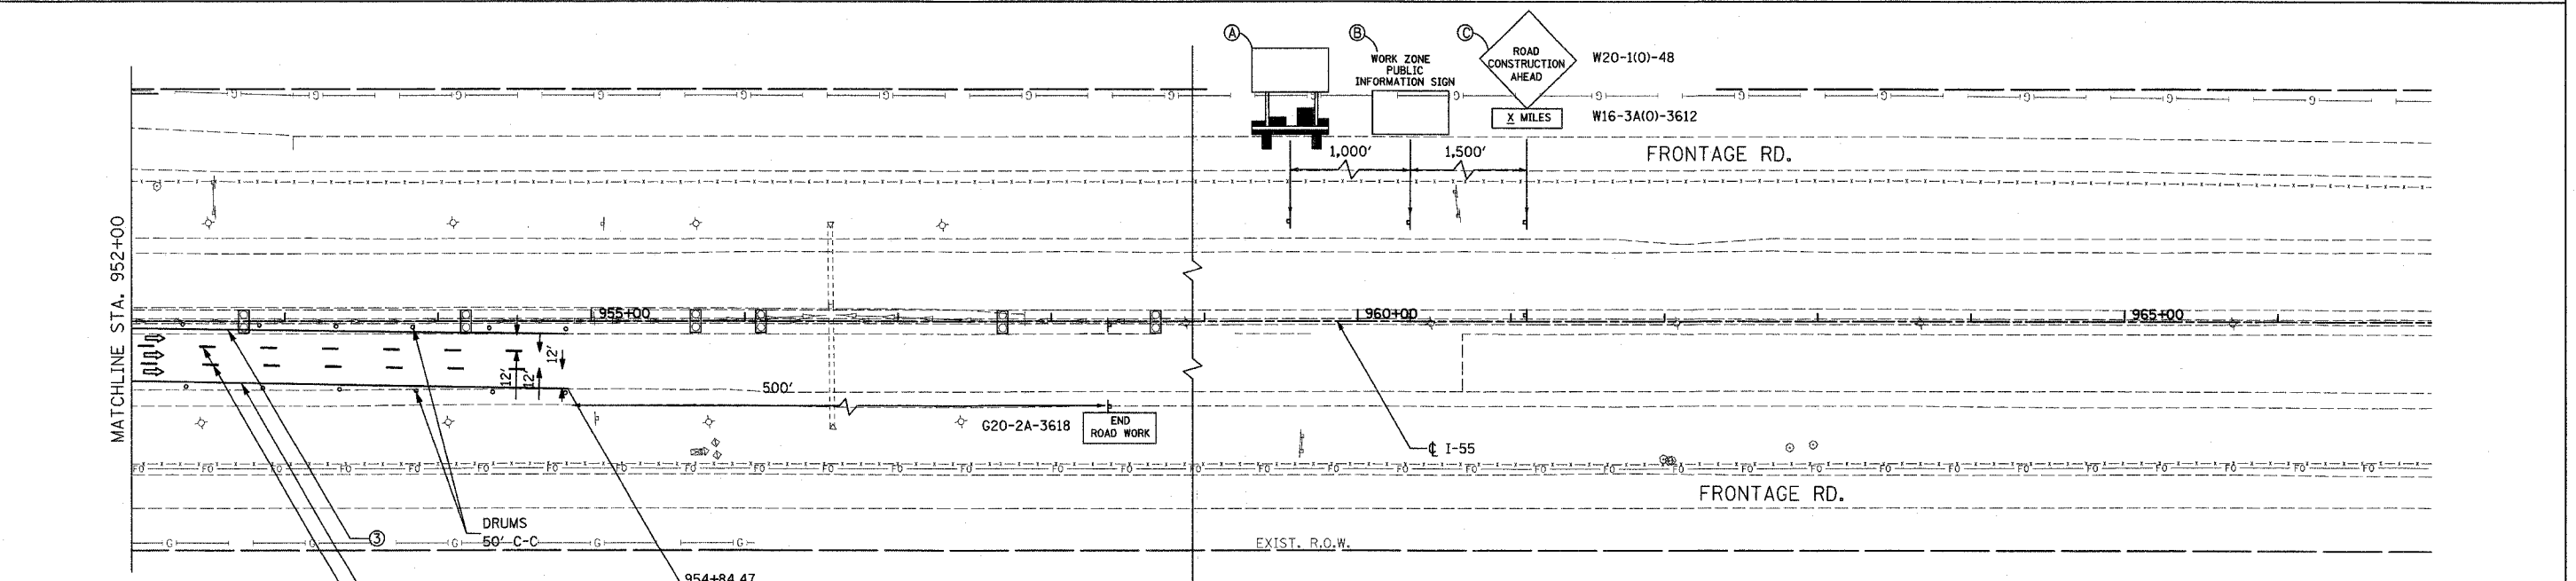 A
B
C
WORK ZONE
PUBLIC
INFORMATION SIGN
ROAD
CONSTRUCTION
AHEAD
W20-1(O)-48
X MILES
W16-3A(O)-3612
1,000'
1,500'
FRONTAGE RD.
MATCHLINE STA. 952+00
955+00
960+00
965+00
12'
12'
12'
500'
G20-2A-3618
END
ROAD WORK
℄ I-55
FRONTAGE RD.
DRUMS
50' C-C
3
EXIST. R.O.W.
954+84.47